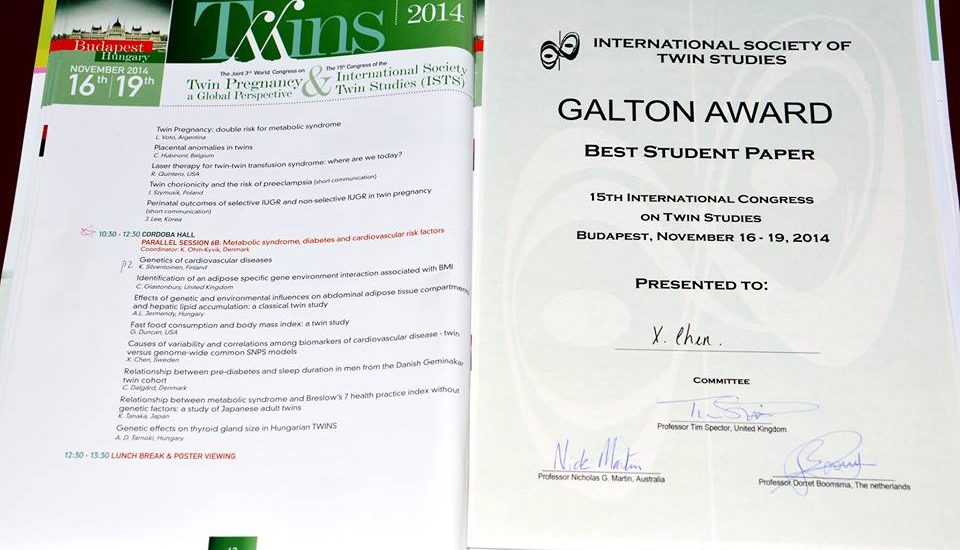 Twins 2014
Budapest
Hungary
NOVEMBER 2014
16th 19th
The Joint 3rd World Congress on
Twin Pregnancy
a Global Perspective
&
The 15th Congress of the
International Society
Twin Studies (ISTS)
Twin Pregnancy: double risk for metabolic syndrome
L. Voto, Argentina
Placental anomalies in twins
C. Hubinont, Belgium
Laser therapy for twin-twin transfusion syndrome: where are we today?
R. Quintero, USA
Twin chorionicity and the risk of preeclampsia (short communication)
I. Szymusik, Poland
Perinatal outcomes of selective IUGR and non-selective IUGR in twin pregnancy
(short communication)
J. Lee, Korea
10:30 - 12:30 CORDOBA HALL
PARALLEL SESSION 6B: Metabolic syndrome, diabetes and cardiovascular risk factors
Coordinator: K. Ohm-Kyvik, Denmark
Genetics of cardiovascular diseases
K. Silventoinen, Finland
Identification of an adipose specific gene environment interaction associated with BMI
C. Glastonbury, United Kingdom
Effects of genetic and environmental influences on abdominal adipose tissue compartments
and hepatic lipid accumulation: a classical twin study
A.L. Jermendy, Hungary
Fast food consumption and body mass index: a twin study
G. Duncan, USA
Causes of variability and correlations among biomarkers of cardiovascular disease - twin
versus genome-wide common SNPS models
X. Chen, Sweden
Relationship between pre-diabetes and sleep duration in men from the Danish Geminakar
twin cohort
C. Dalgård, Denmark
Relationship between metabolic syndrome and Breslow's 7 health practice index without
genetic factors: a study of Japanese adult twins
K. Tanaka, Japan
Genetic effects on thyroid gland size in Hungarian TWINS
A. D. Tarnoki, Hungary
12:30 - 13:30 LUNCH BREAK & POSTER VIEWING
INTERNATIONAL SOCIETY OF
TWIN STUDIES
GALTON AWARD
BEST STUDENT PAPER
15TH INTERNATIONAL CONGRESS
ON TWIN STUDIES
BUDAPEST, NOVEMBER 16 - 19, 2014
PRESENTED TO:
X. Chen.
COMMITTEE
Professor Tim Spector, United Kingdom
Nick Martin
Professor Nicholas G. Martin, Australia
Professor Dorret Boomsma, The netherlands